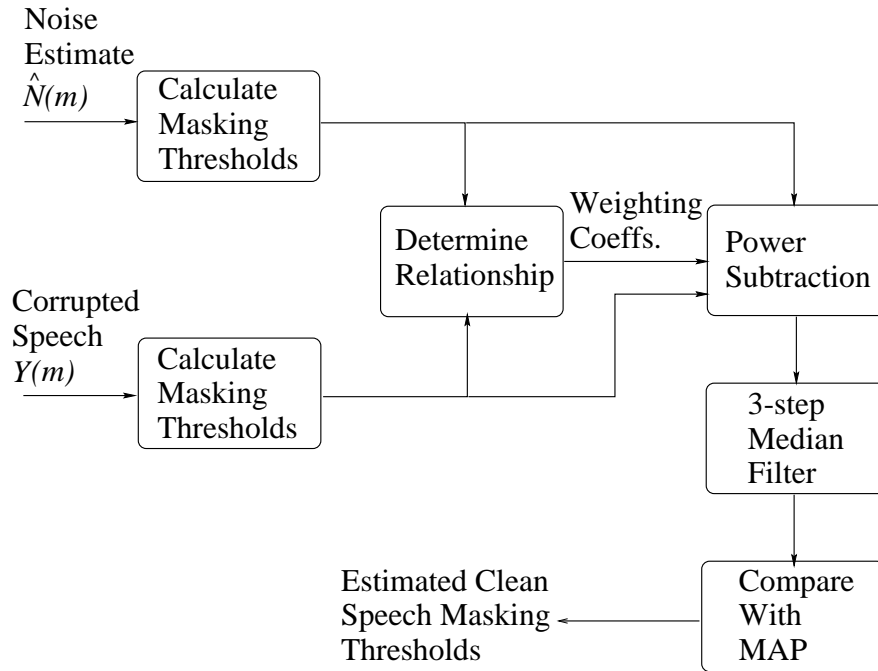 Noise
Estimate
N̂(m)
Calculate
Masking
Thresholds
Determine
Relationship
Weighting
Coeffs.
Power
Subtraction
Corrupted
Speech
Y(m)
Calculate
Masking
Thresholds
3-step
Median
Filter
Compare
With
MAP
Estimated Clean
Speech Masking
Thresholds